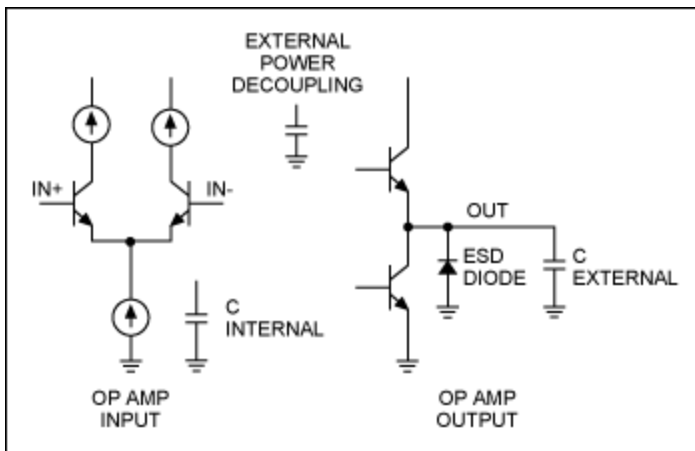 EXTERNAL
POWER
DECOUPLING
IN+
IN-
OUT
ESD
DIODE
C
EXTERNAL
C
INTERNAL
OP AMP
INPUT
OP AMP
OUTPUT